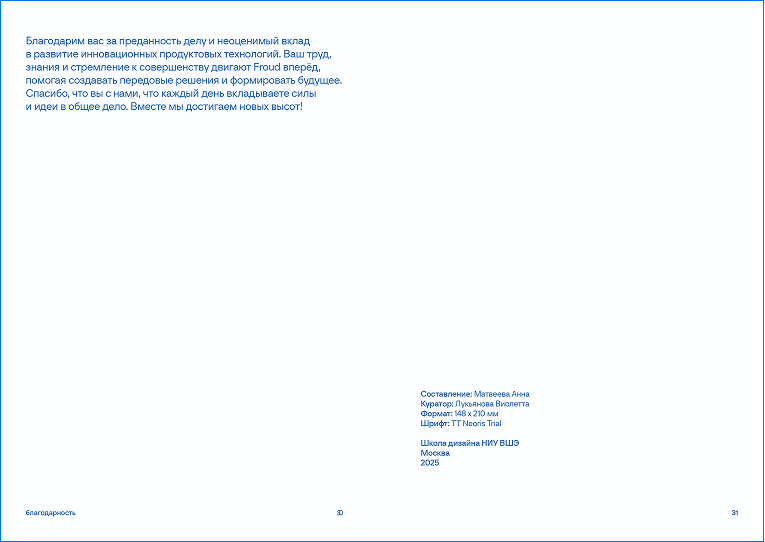 Благодарим вас за преданность делу и неоценимый вклад
в развитие инновационных продуктовых технологий. Ваш труд,
знания и стремление к совершенству двигают Froud вперёд,
помогая создавать передовые решения и формировать будущее.
Спасибо, что вы с нами, что каждый день вкладываете силы
и идеи в общее дело. Вместе мы достигаем новых высот!
Составление: Матвеева Анна
Куратор: Лукьянова Виолетта
Формат: 148 x 210 мм
Шрифт: TT Neoris Trial
Школа дизайна НИУ ВШЭ
Москва
2025
благодарность
30
31